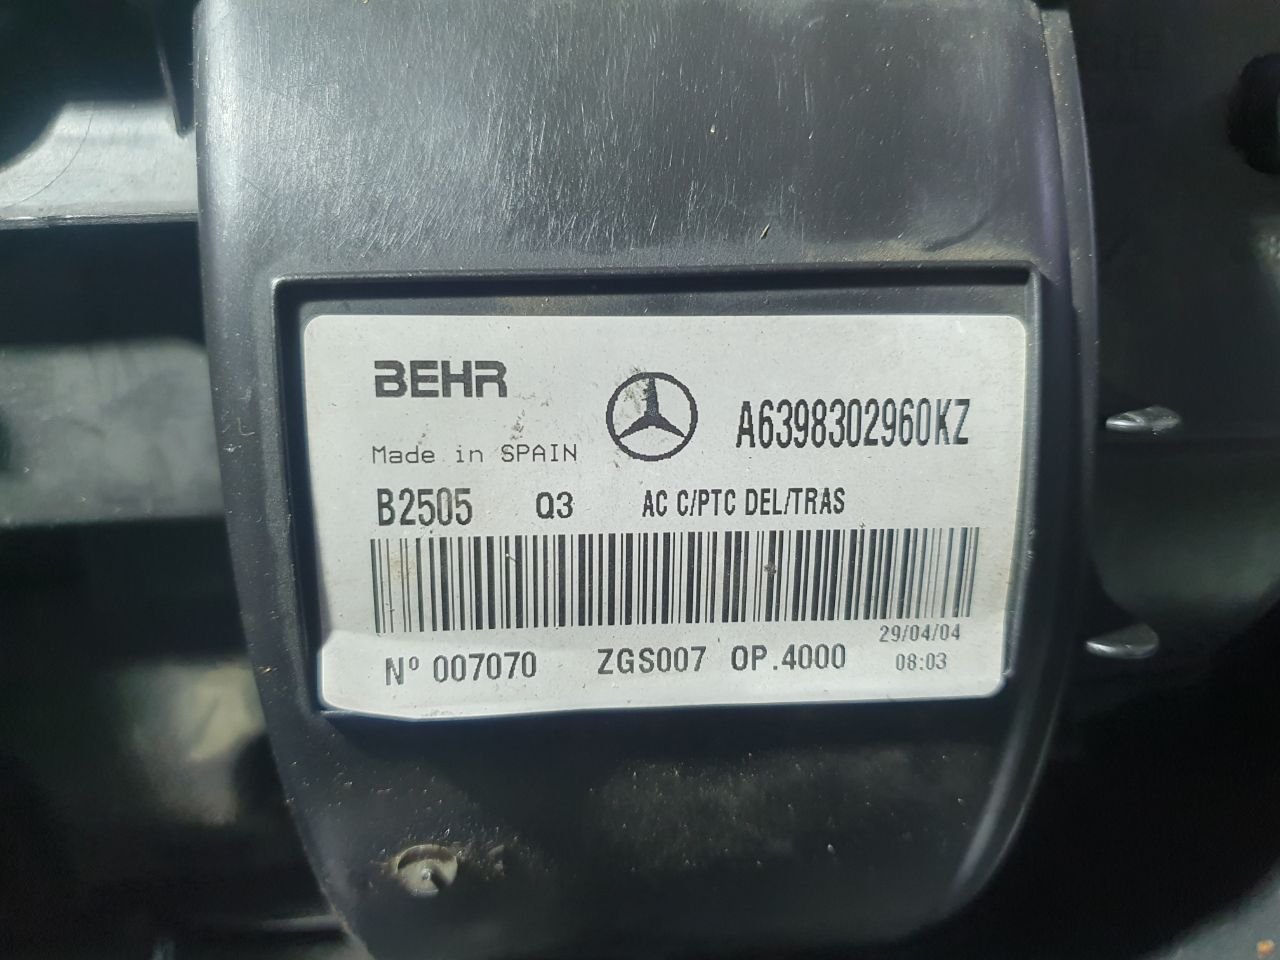 BEHR
A6398302960KZ
Made in SPAIN
B2505 Q3 AC C/PTC DEL/TRAS
29/04/04
Nº 007070 ZGS007 OP.4000 08:03